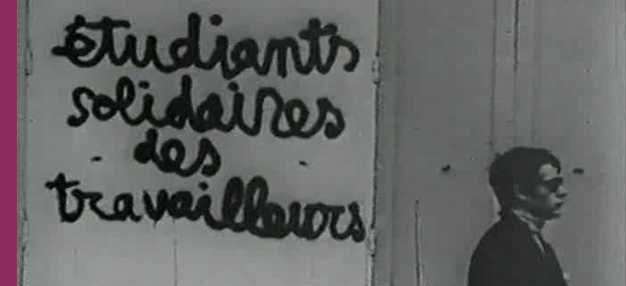 étudiants
solidaires
des
travailleurs